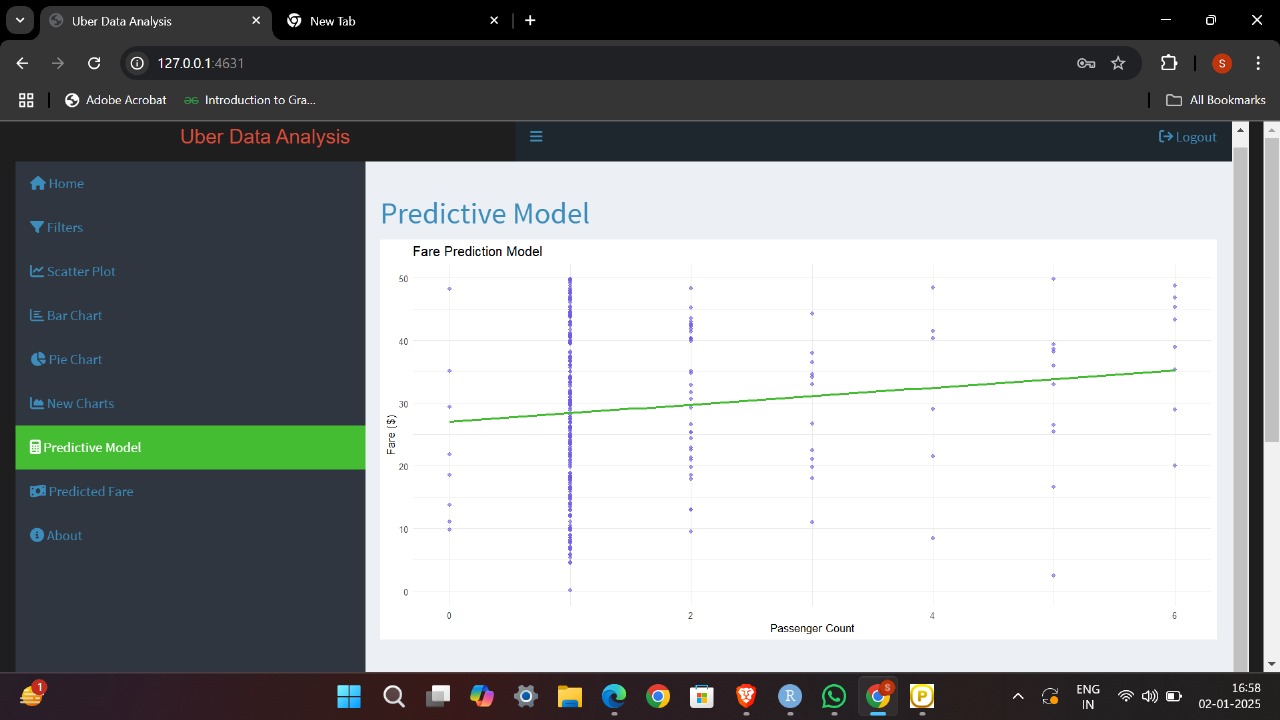 Uber Data Analysis
New Tab
127.0.0.1:4631
S
Adobe Acrobat
Introduction to Gra...
All Bookmarks
Uber Data Analysis
Logout
Home
Filters
Scatter Plot
Bar Chart
Pie Chart
New Charts
Predictive Model
Predicted Fare
About
Predictive Model
Fare Prediction Model
50
40
30
20
10
0
Fare ($)
0
2
4
6
Passenger Count
1
R
S
P
ENG
IN
16:58
02-01-2025